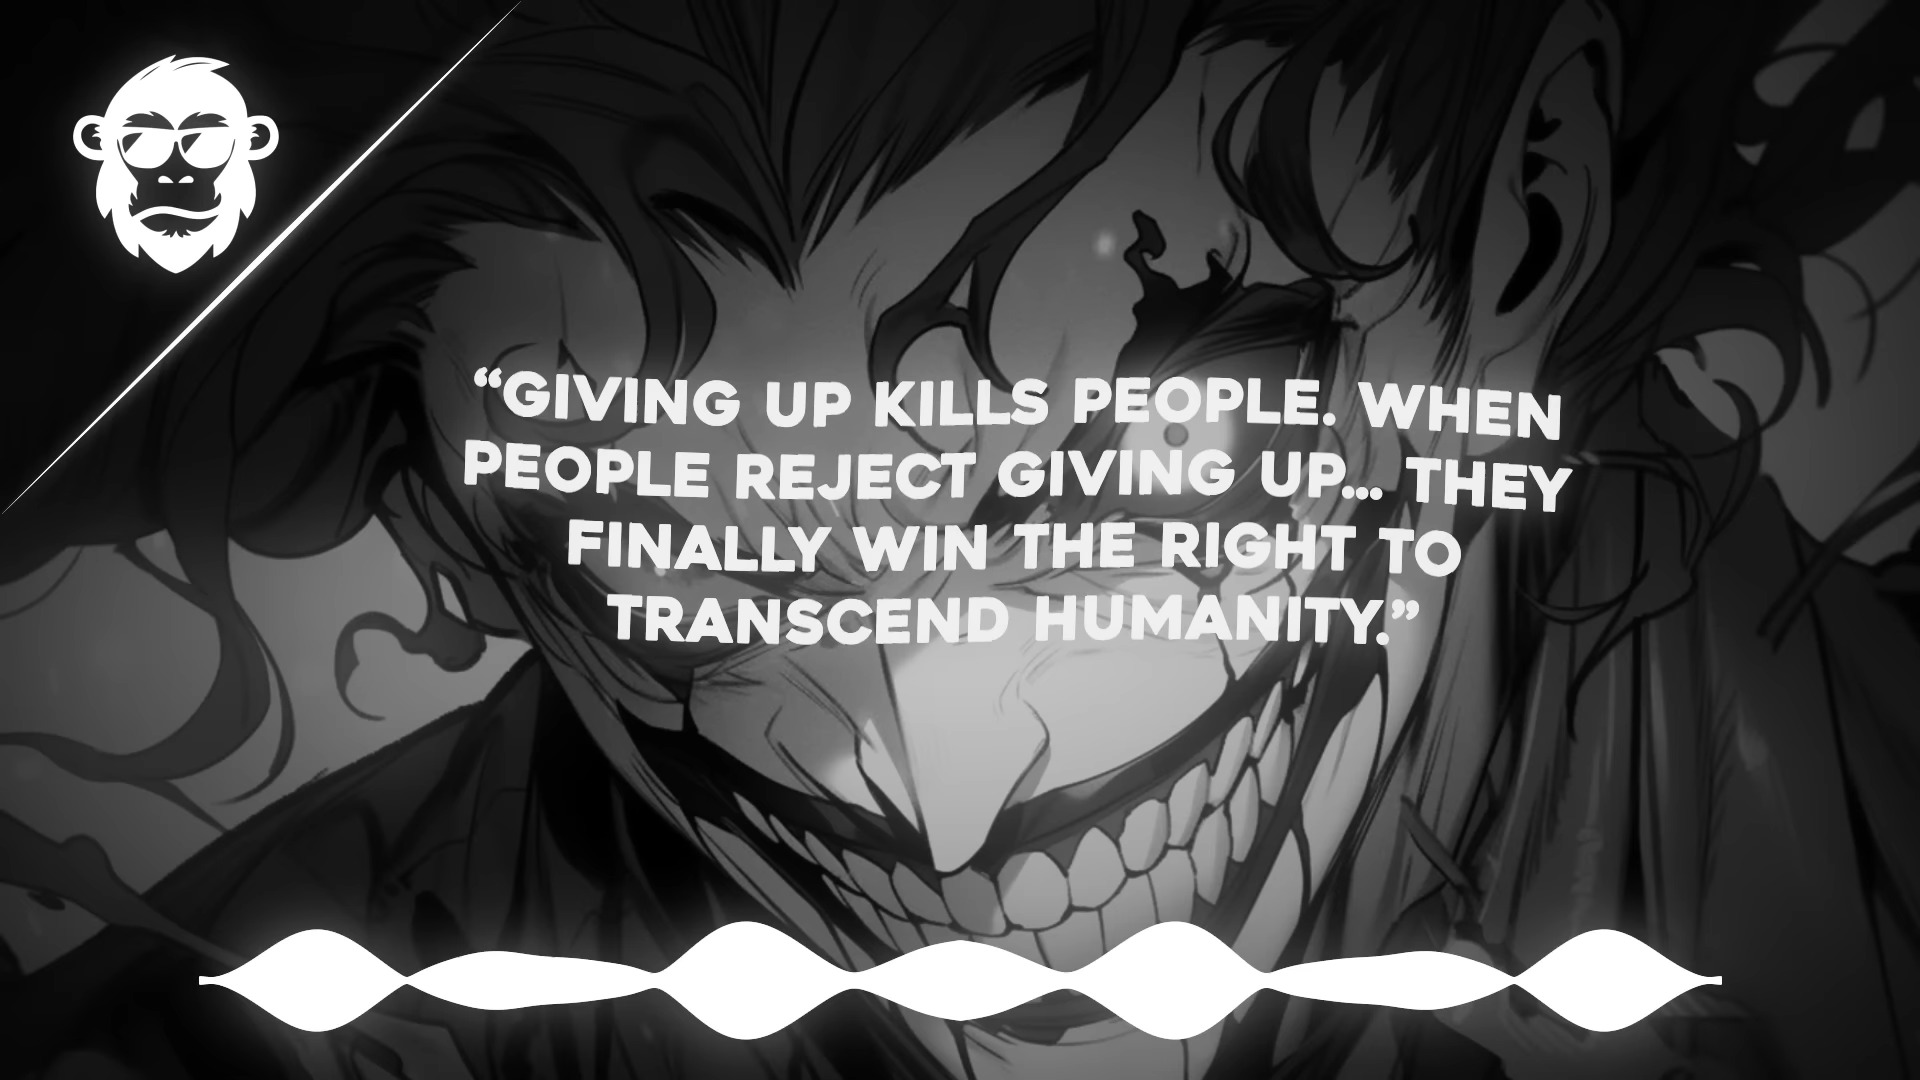 “GIVING UP KILLS PEOPLE. WHEN
PEOPLE REJECT GIVING UP... THEY
FINALLY WIN THE RIGHT TO
TRANSCEND HUMANITY.”